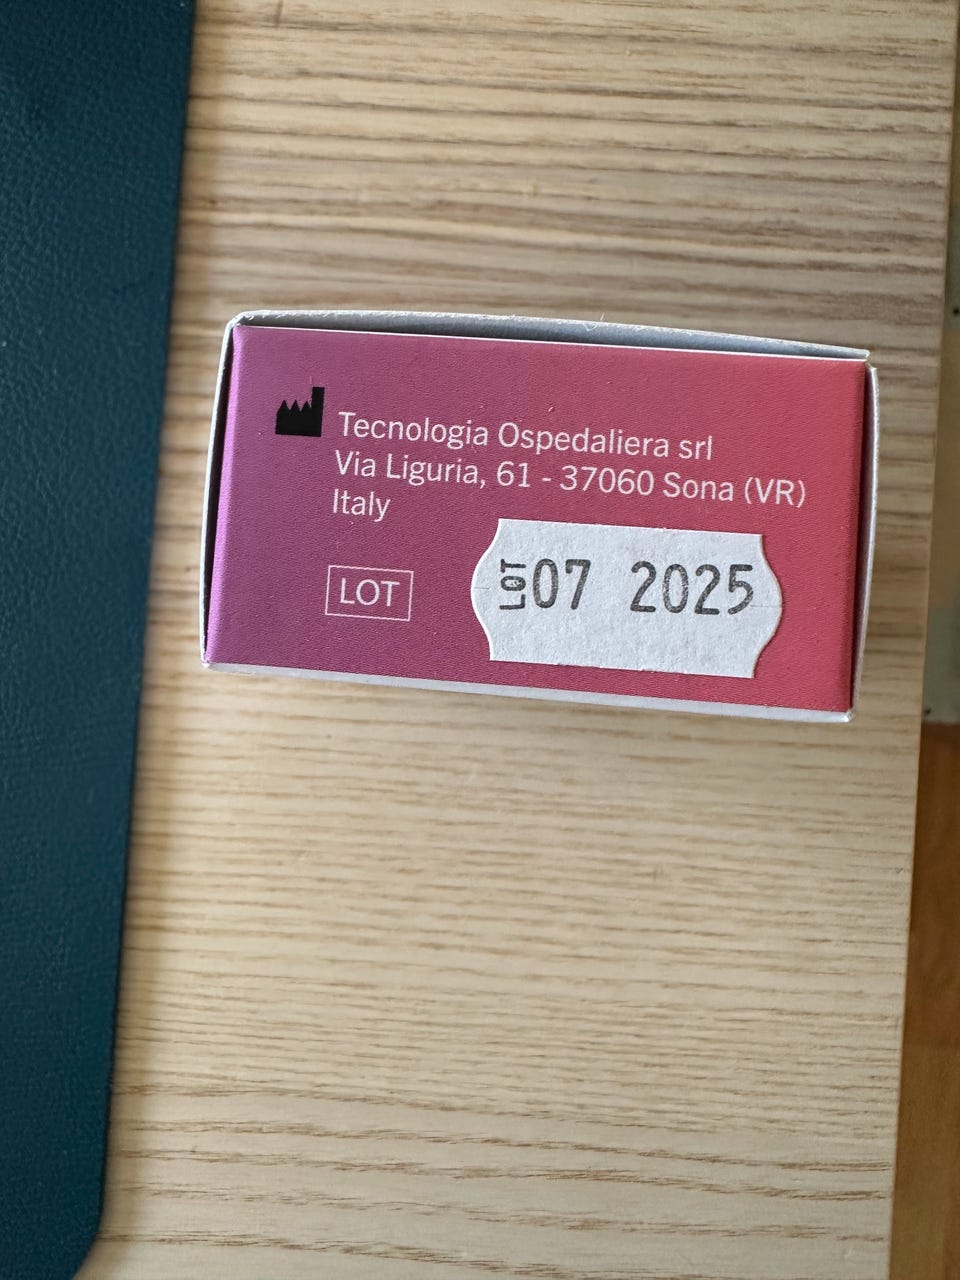 Tecnologia Ospedaliera srl
Via Liguria, 61 - 37060 Sona (VR)
Italy
LOT
LOT 07 2025